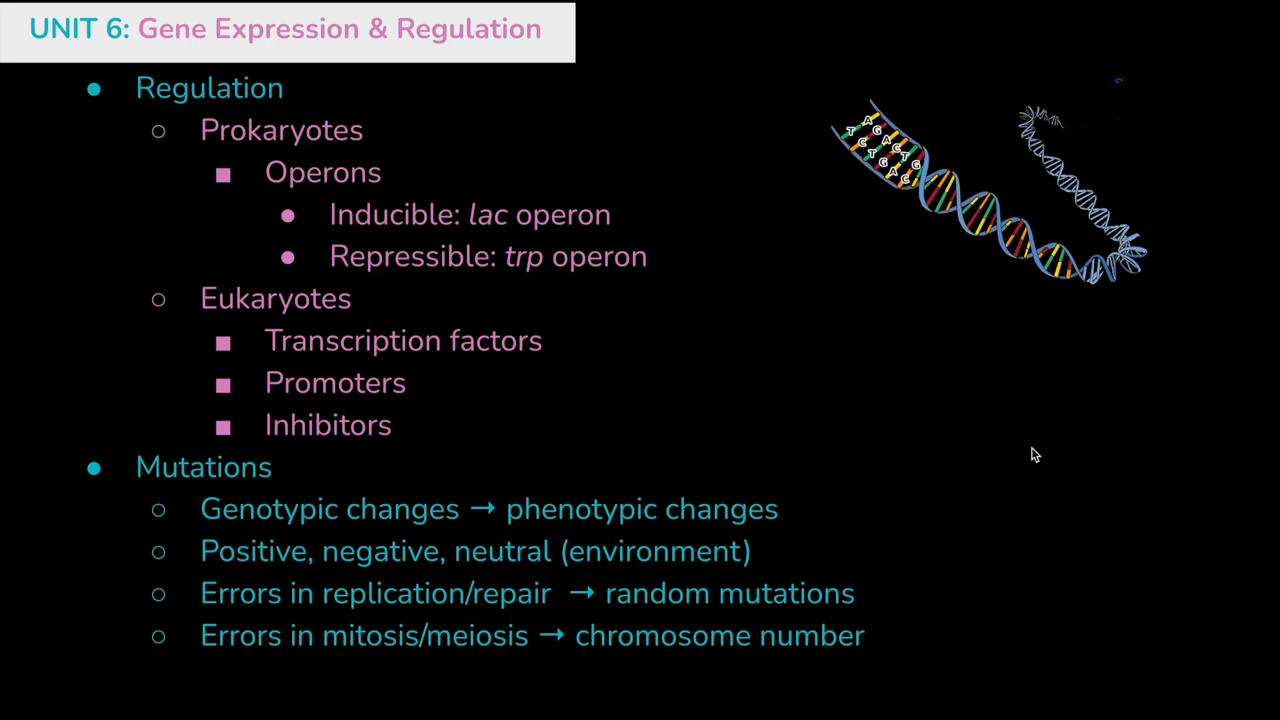 UNIT 6: Gene Expression & Regulation
● Regulation
○ Prokaryotes
■ Operons
● Inducible: lac operon
● Repressible: trp operon
○ Eukaryotes
■ Transcription factors
■ Promoters
■ Inhibitors
● Mutations
○ Genotypic changes → phenotypic changes
○ Positive, negative, neutral (environment)
○ Errors in replication/repair → random mutations
○ Errors in mitosis/meiosis → chromosome number
A G A C T G
T C T G A C